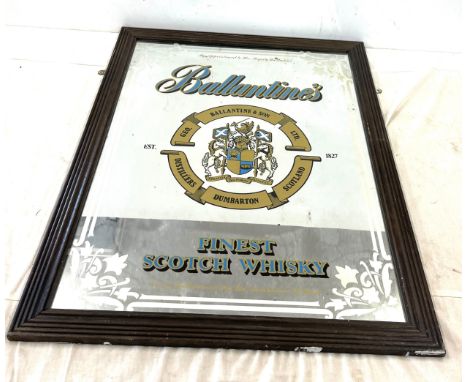 Ballantine's
GEO. BALLANTINE & SON LTD.
EST. 1827
DISTILLERS DUMBARTON SCOTLAND
FINEST
SCOTCH WHISKY